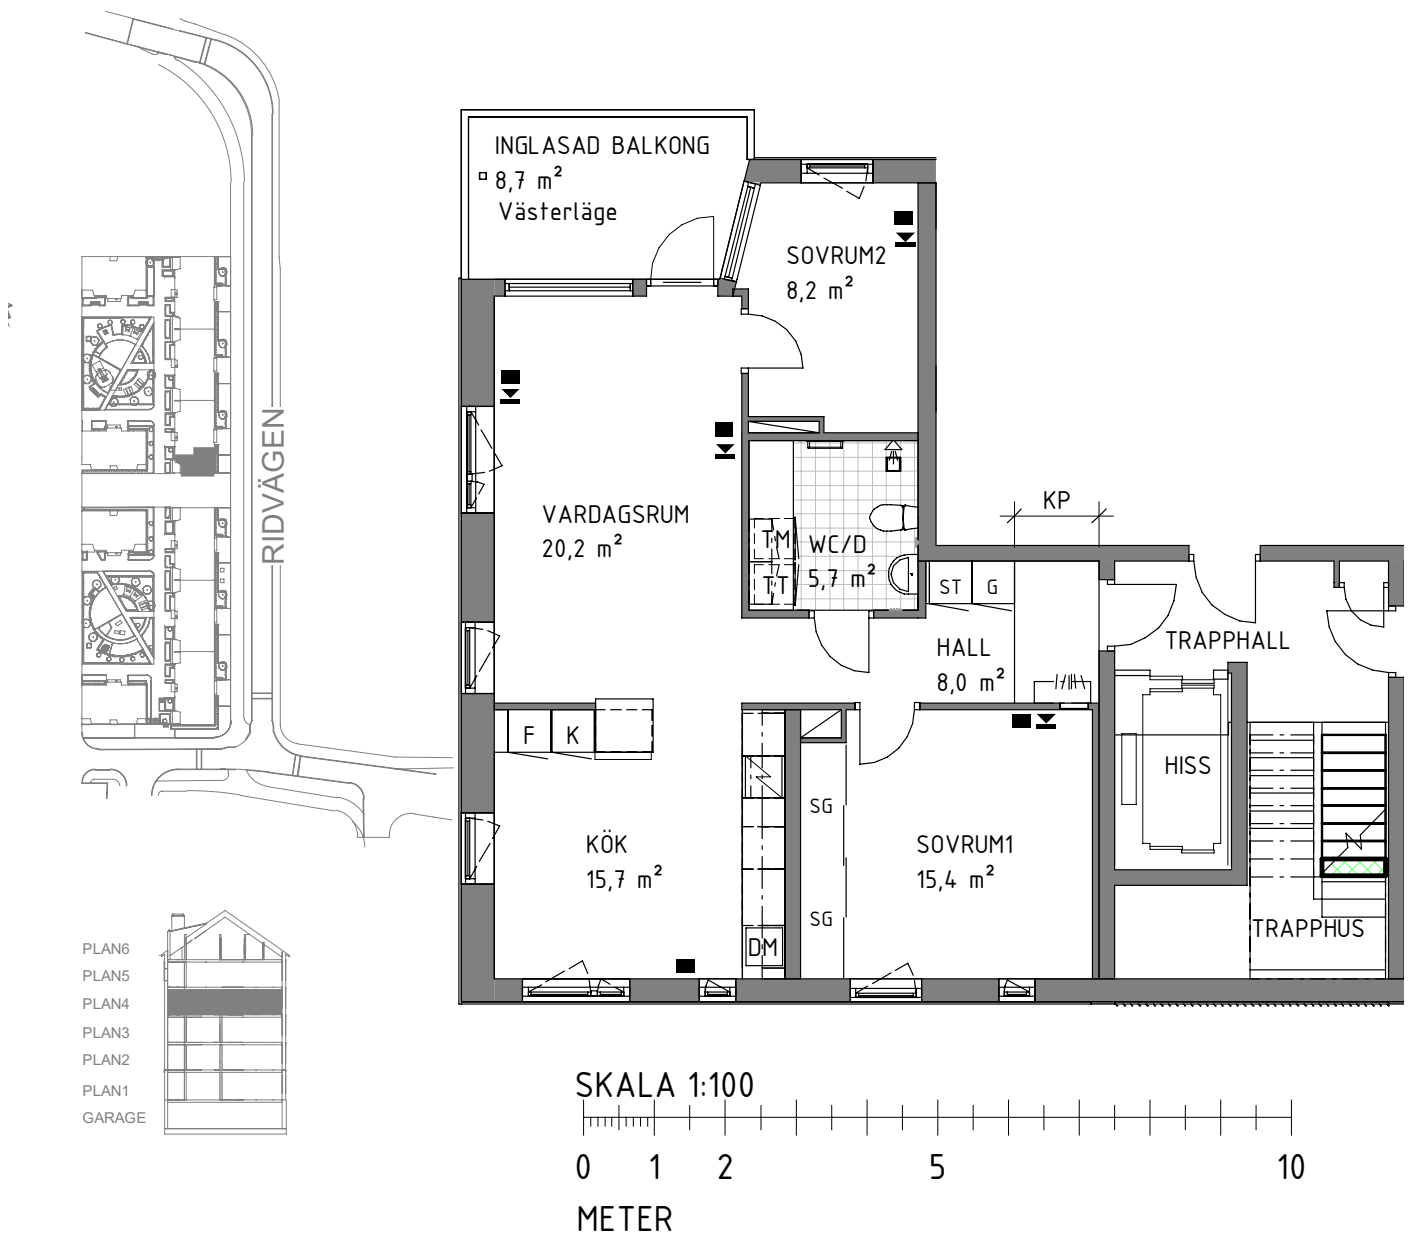 INGLASAD BALKONG
8,7 m²
Västerläge
SOVRUM2
8,2 m²
RIDVÄGEN
VARDAGSRUM
20,2 m²
TM
TT
WC/D
5,7 m²
KP
ST
G
HALL
8,0 m²
TRAPPHALL
F
K
HISS
SG
SG
KÖK
15,7 m²
SOVRUM1
15,4 m²
DM
TRAPPHUS
PLAN6
PLAN5
PLAN4
PLAN3
PLAN2
PLAN1
GARAGE
SKALA 1:100
0 1 2 5 10
METER